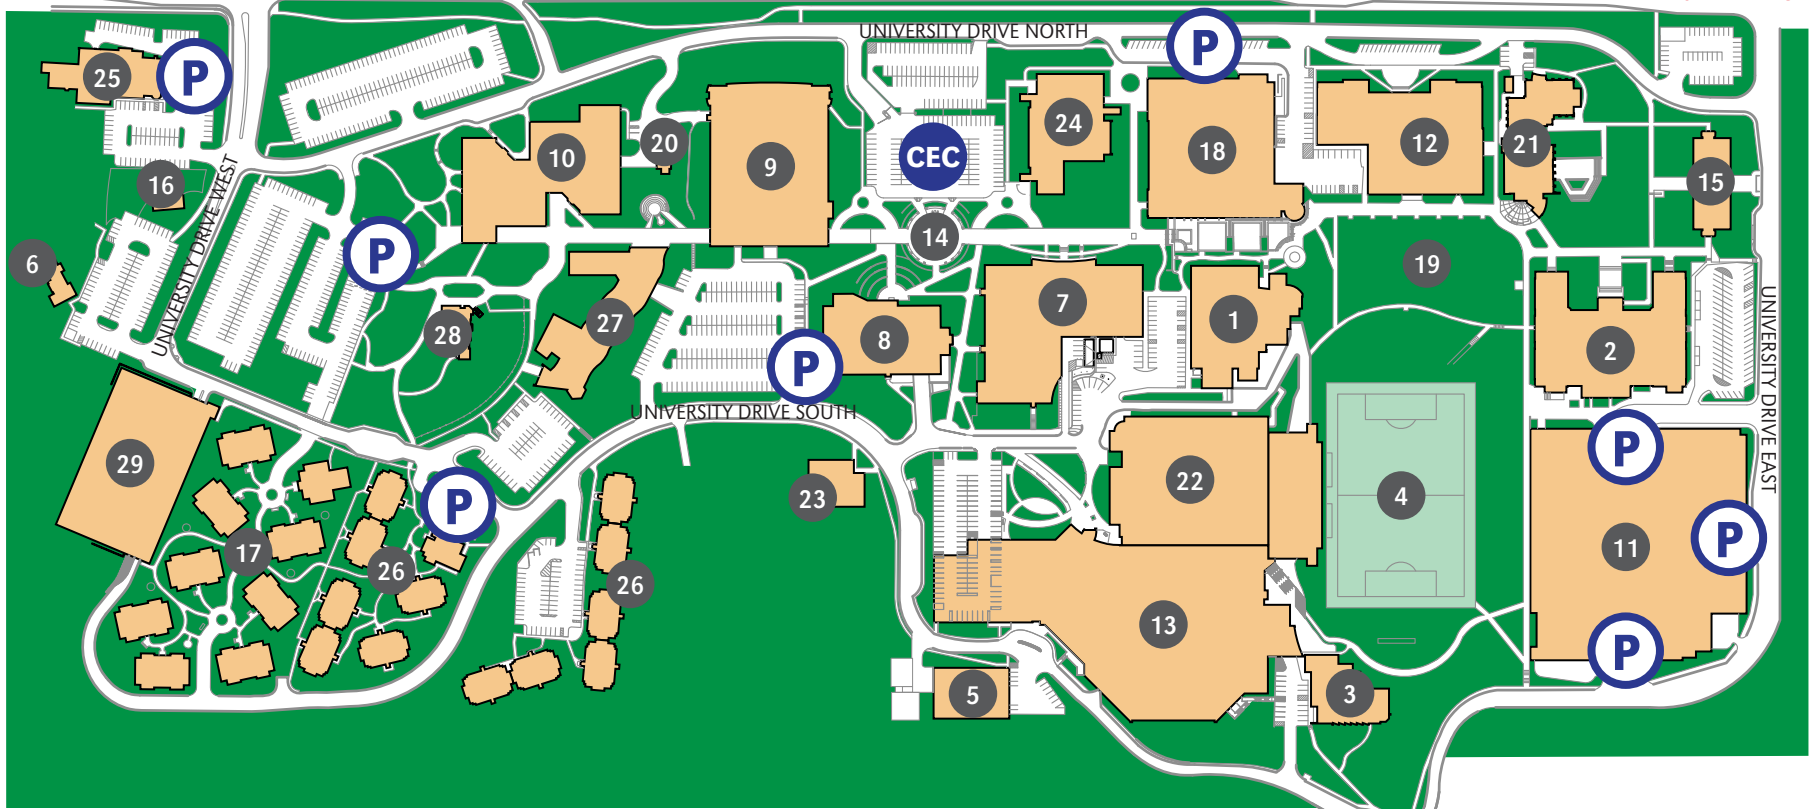 UNIVERSITY DRIVE NORTH
P
P
25
24
10
20
9
CEC
18
12
21
16
15
UNIVERSITY DRIVE WEST
P
14
6
19
7
27
1
28
8
2
P
UNIVERSITY DRIVE EAST
UNIVERSITY DRIVE SOUTH
P
29
22
23
4
P
P
11
17
26
26
13
P
5
3